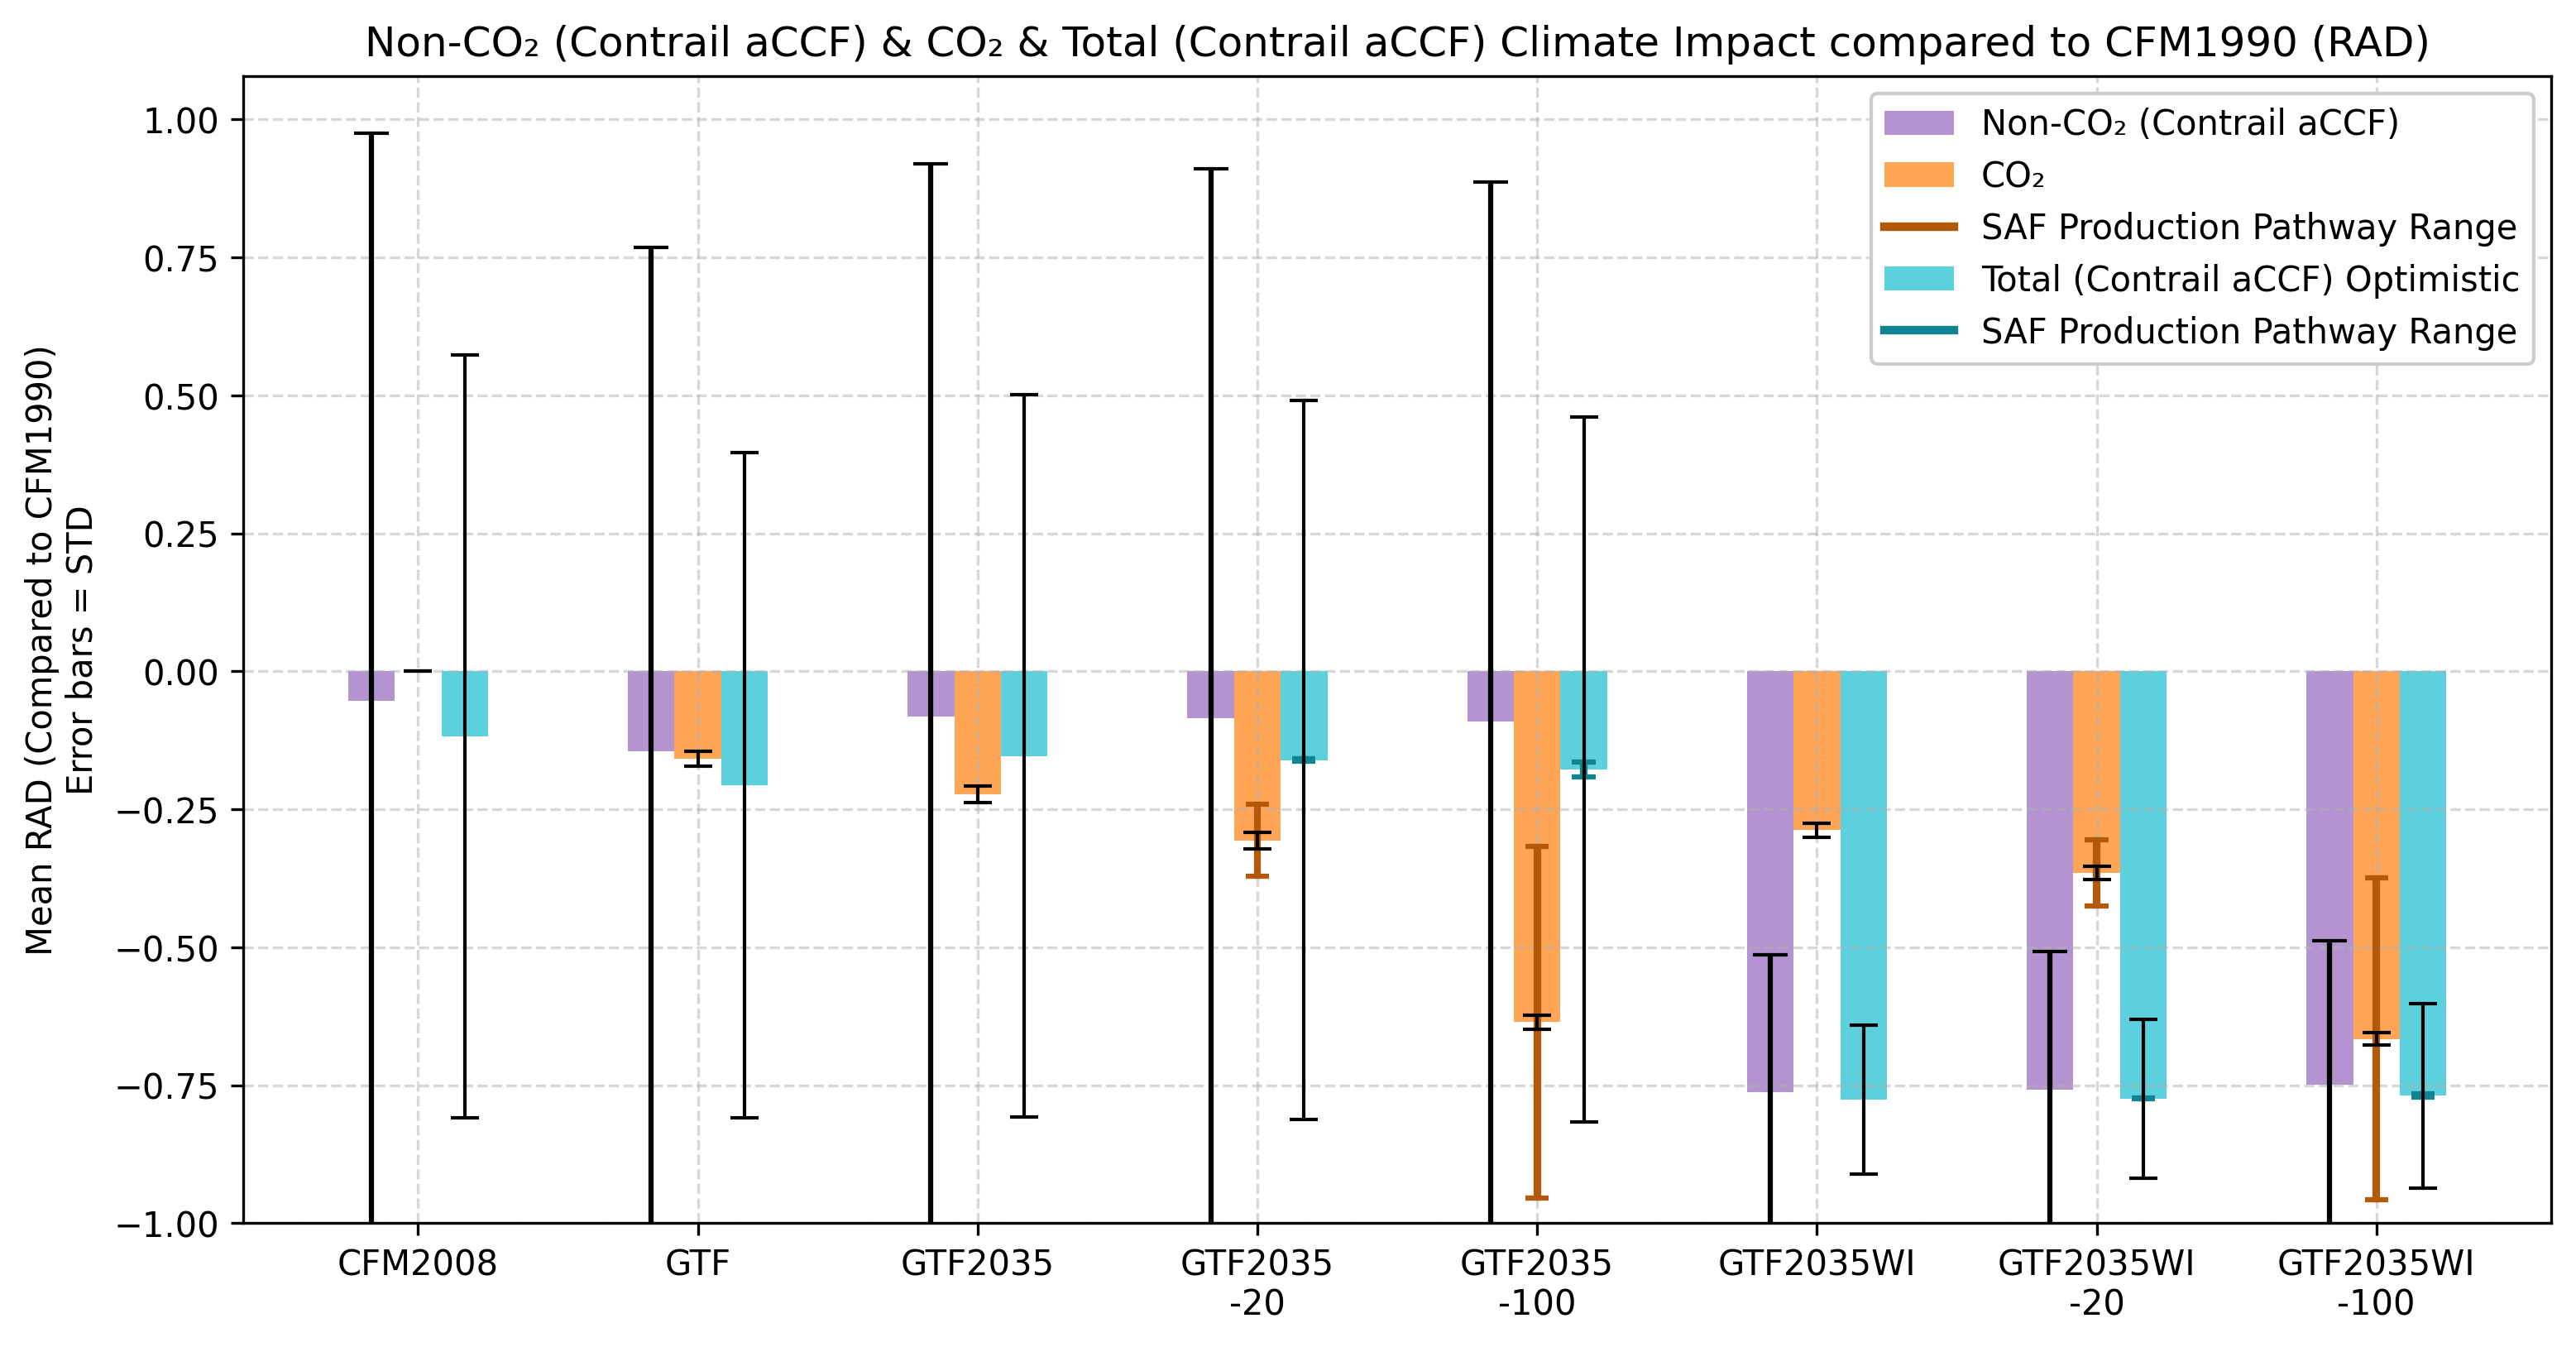 Non-CO₂ (Contrail aCCF) & CO₂ & Total (Contrail aCCF) Climate Impact compared to CFM1990 (RAD)
Mean RAD (Compared to CFM1990)
Error bars = STD
1.00
0.75
0.50
0.25
0.00
−0.25
−0.50
−0.75
−1.00
Non-CO₂ (Contrail aCCF)
CO₂
SAF Production Pathway Range
Total (Contrail aCCF) Optimistic
SAF Production Pathway Range
CFM2008
GTF
GTF2035
GTF2035
-20
GTF2035
-100
GTF2035WI
GTF2035WI
-20
GTF2035WI
-100